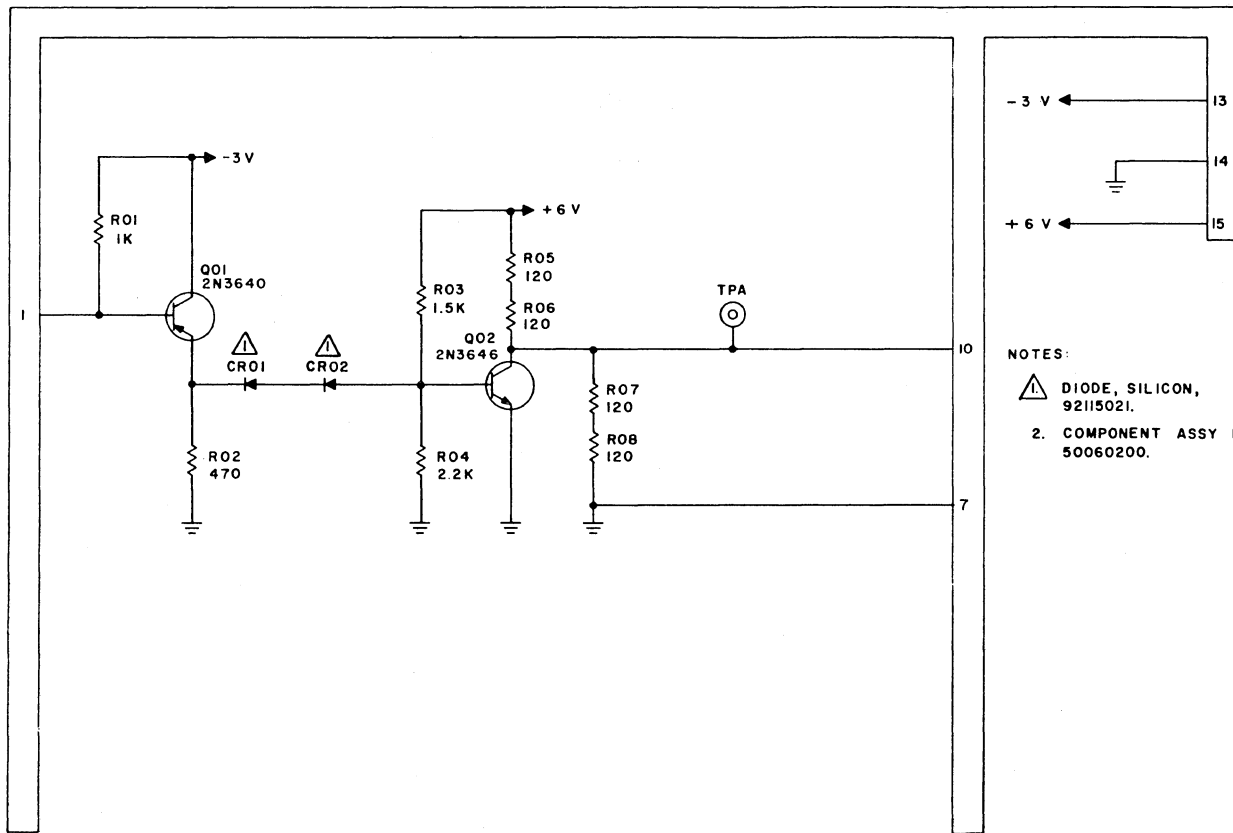 -3 V
13
14
+6 V
15
-3 V
R01
1K
Q01
2N3640
1
+6 V
R05
120
R03
1.5K
R06
120
TPA
Q02
2N3646
10
1
CR01
1
CR02
R07
120
R08
120
R02
470
R04
2.2K
7
NOTES:
1. DIODE, SILICON,
92115021.
2. COMPONENT ASSY
50060200.